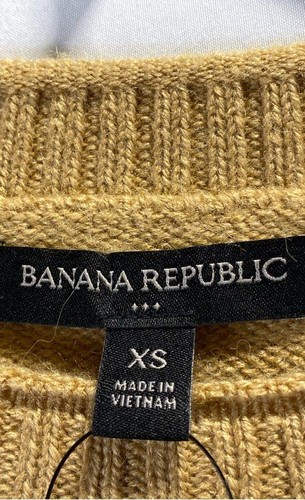 BANANA REPUBLIC
XS
MADE IN
VIETNAM